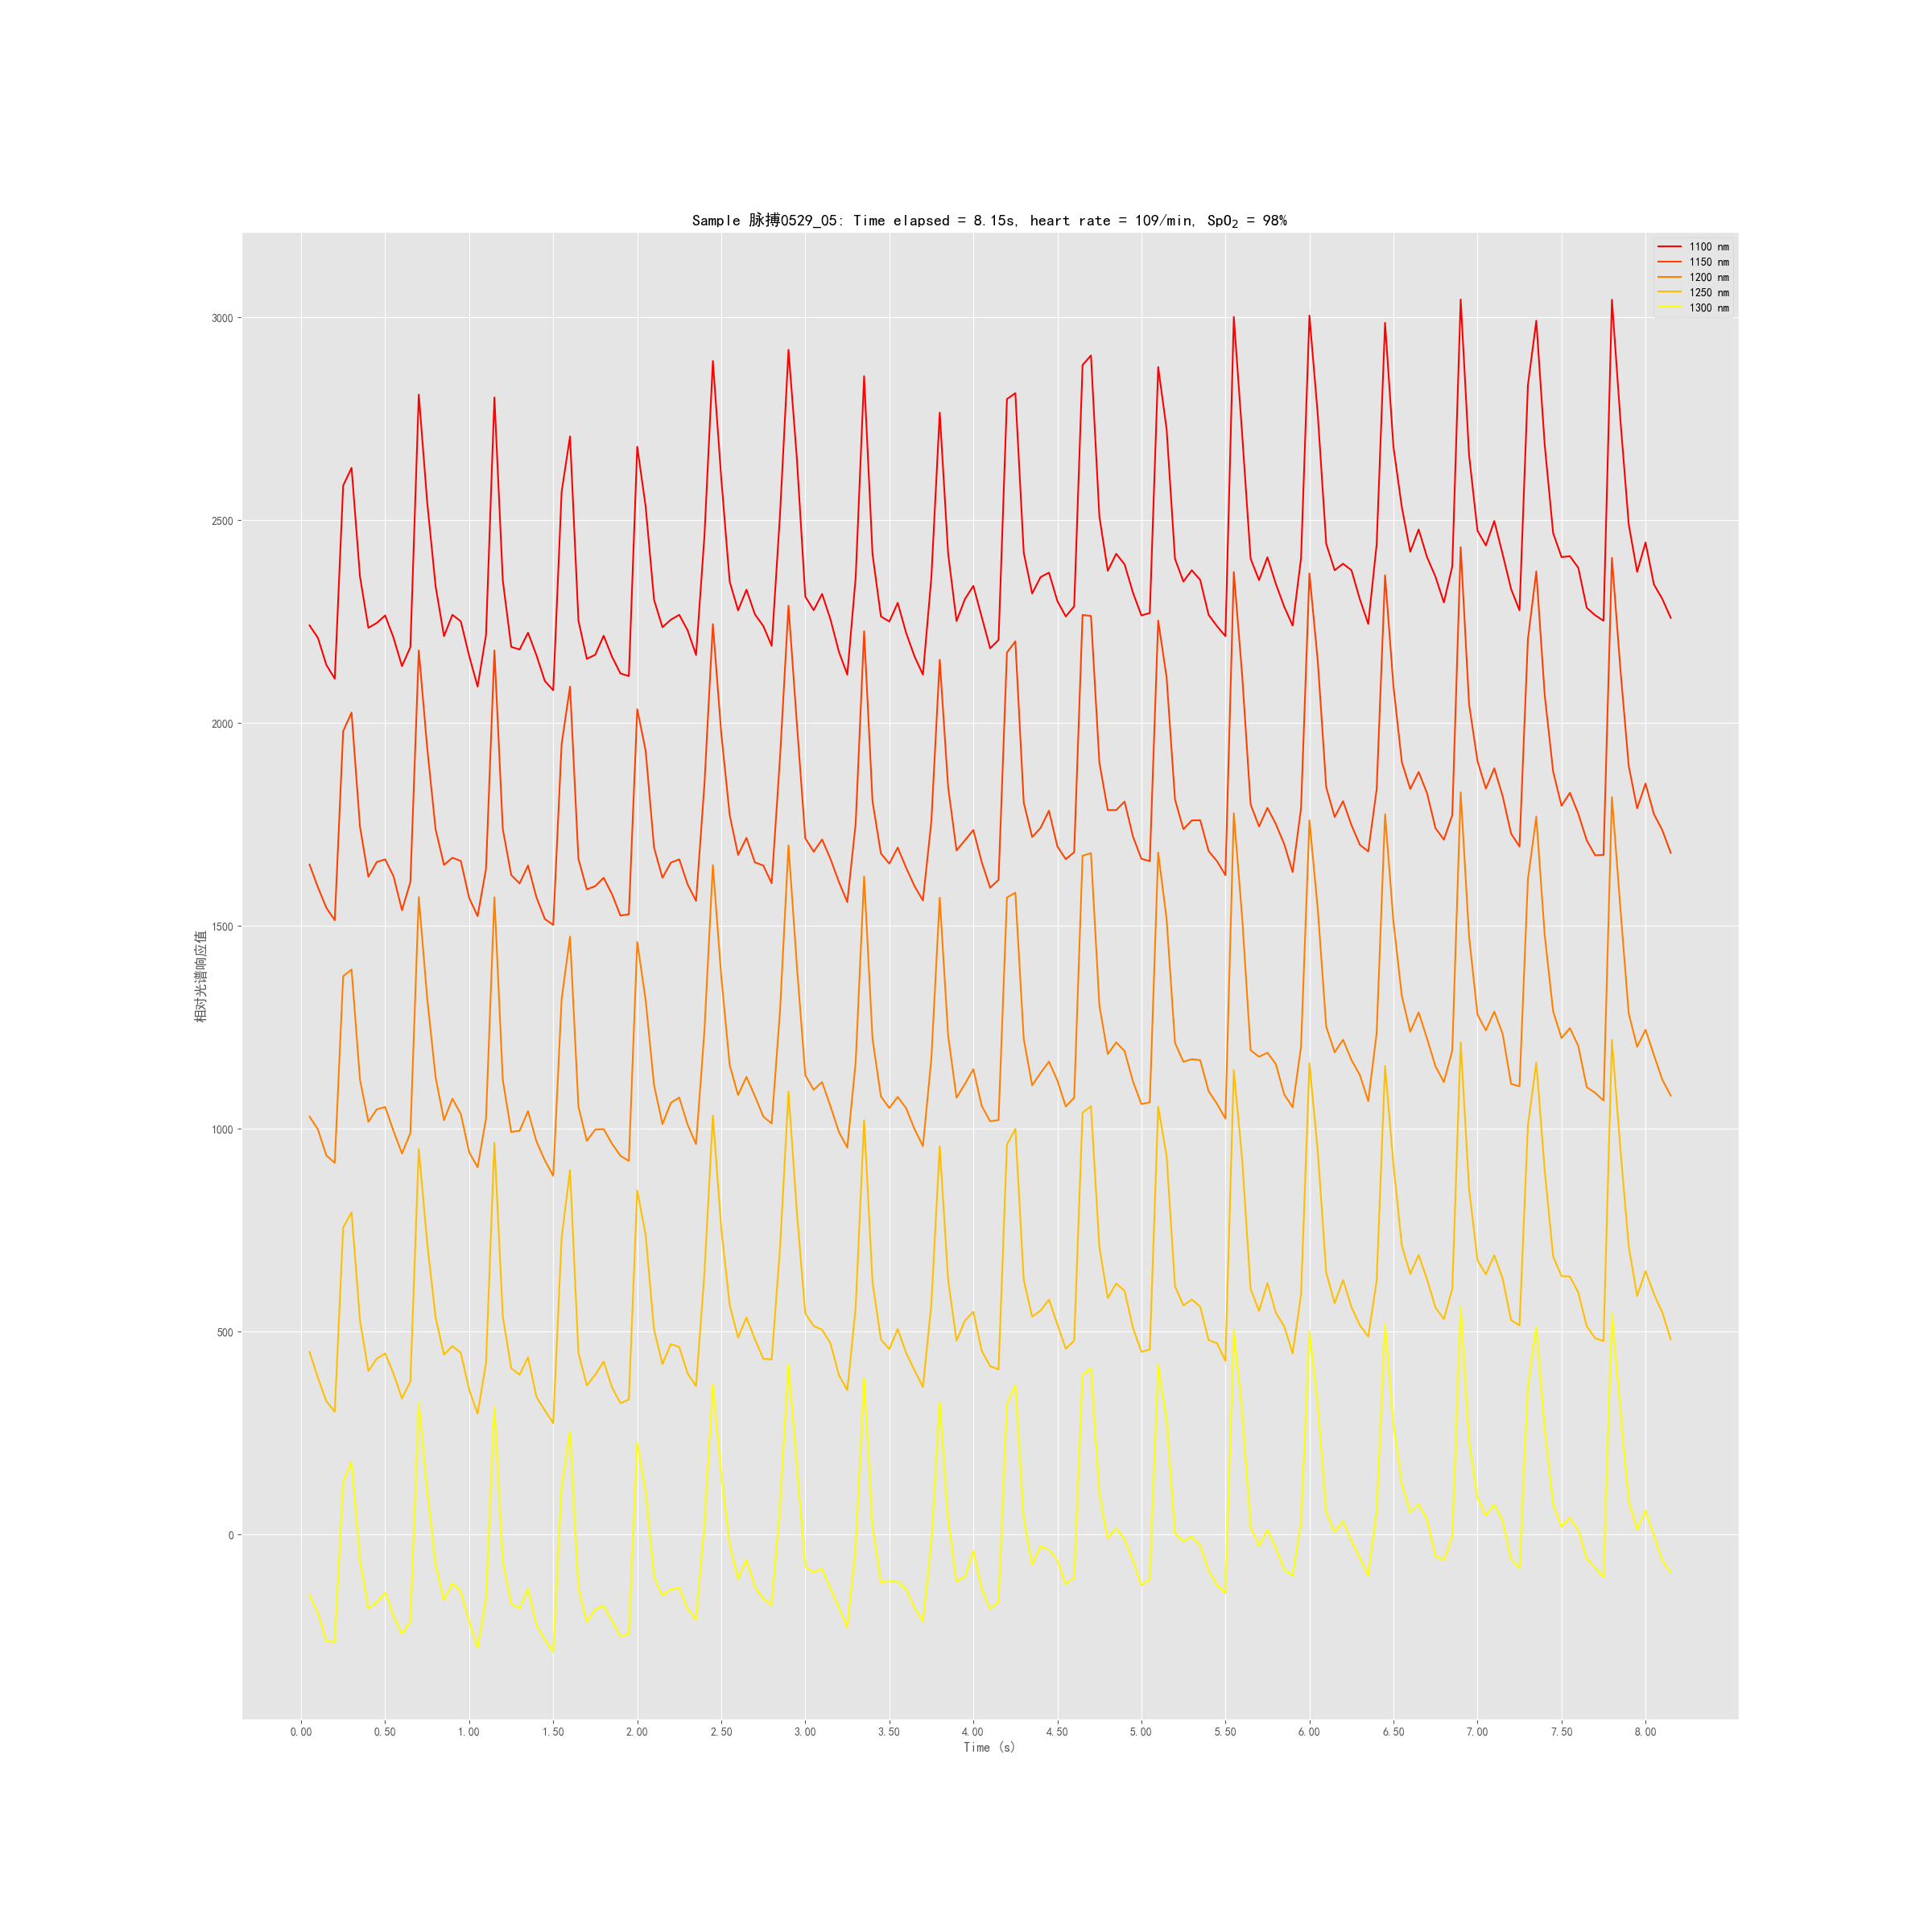 Sample 脉搏0529_05: Time elapsed = 8.15s, heart rate = 109/min, SpO₂ = 98%
1100 nm
1150 nm
1200 nm
1250 nm
1300 nm
相对光谱响应值
3000
2500
2000
1500
1000
500
0
0.00 0.50 1.00 1.50 2.00 2.50 3.00 3.50 4.00 4.50 5.00 5.50 6.00 6.50 7.00 7.50 8.00
Time (s)